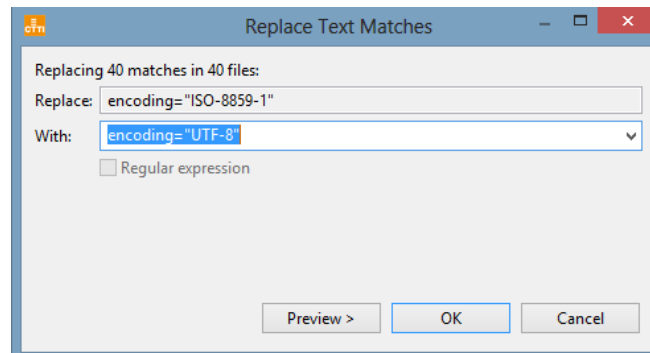 CTTI
Replace Text Matches
Replacing 40 matches in 40 files:
Replace: encoding="ISO-8859-1"
With: encoding="UTF-8"
Regular expression
Preview > OK Cancel